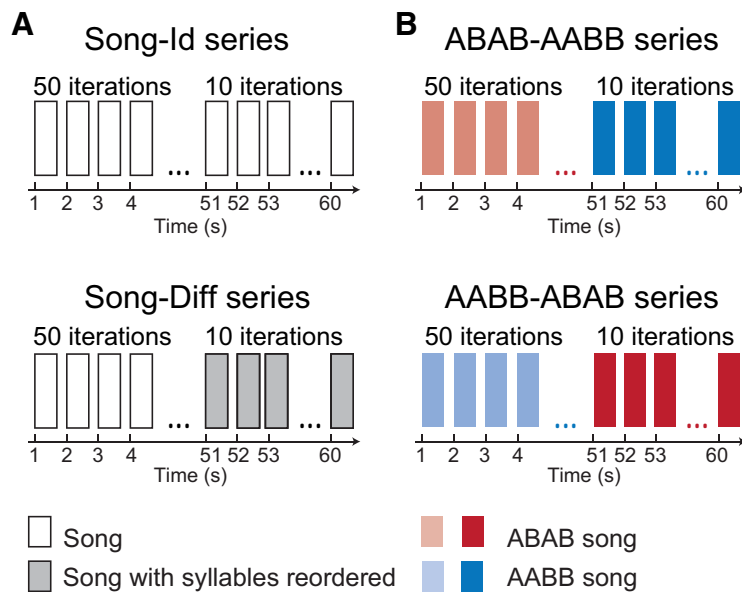 A
Song-Id series
50 iterations 10 iterations
... ...
1 2 3 4 51 52 53 60
Time (s)
Song-Diff series
50 iterations 10 iterations
... ...
1 2 3 4 51 52 53 60
Time (s)
Song
Song with syllables reordered
B
ABAB-AABB series
50 iterations 10 iterations
... ...
1 2 3 4 51 52 53 60
Time (s)
AABB-ABAB series
50 iterations 10 iterations
... ...
1 2 3 4 51 52 53 60
Time (s)
ABAB song
AABB song